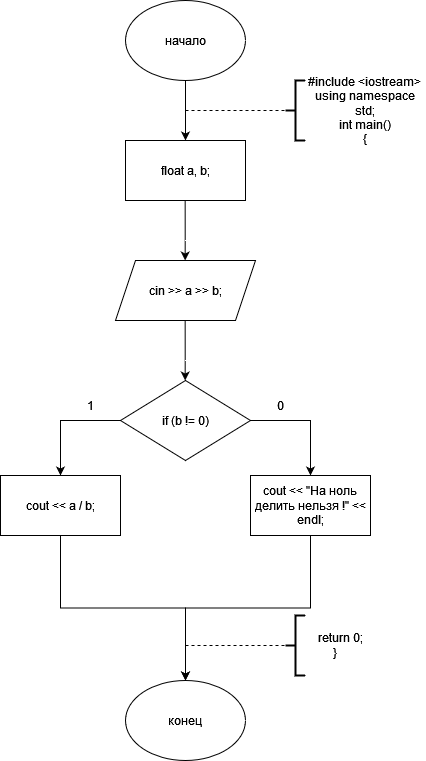 начало
#include <iostream>
using namespace
std;
int main()
{
float a, b;
cin >> a >> b;
if (b != 0)
1
0
cout << a / b;
cout << "На ноль
делить нельзя !" <<
endl;
return 0;
}
конец